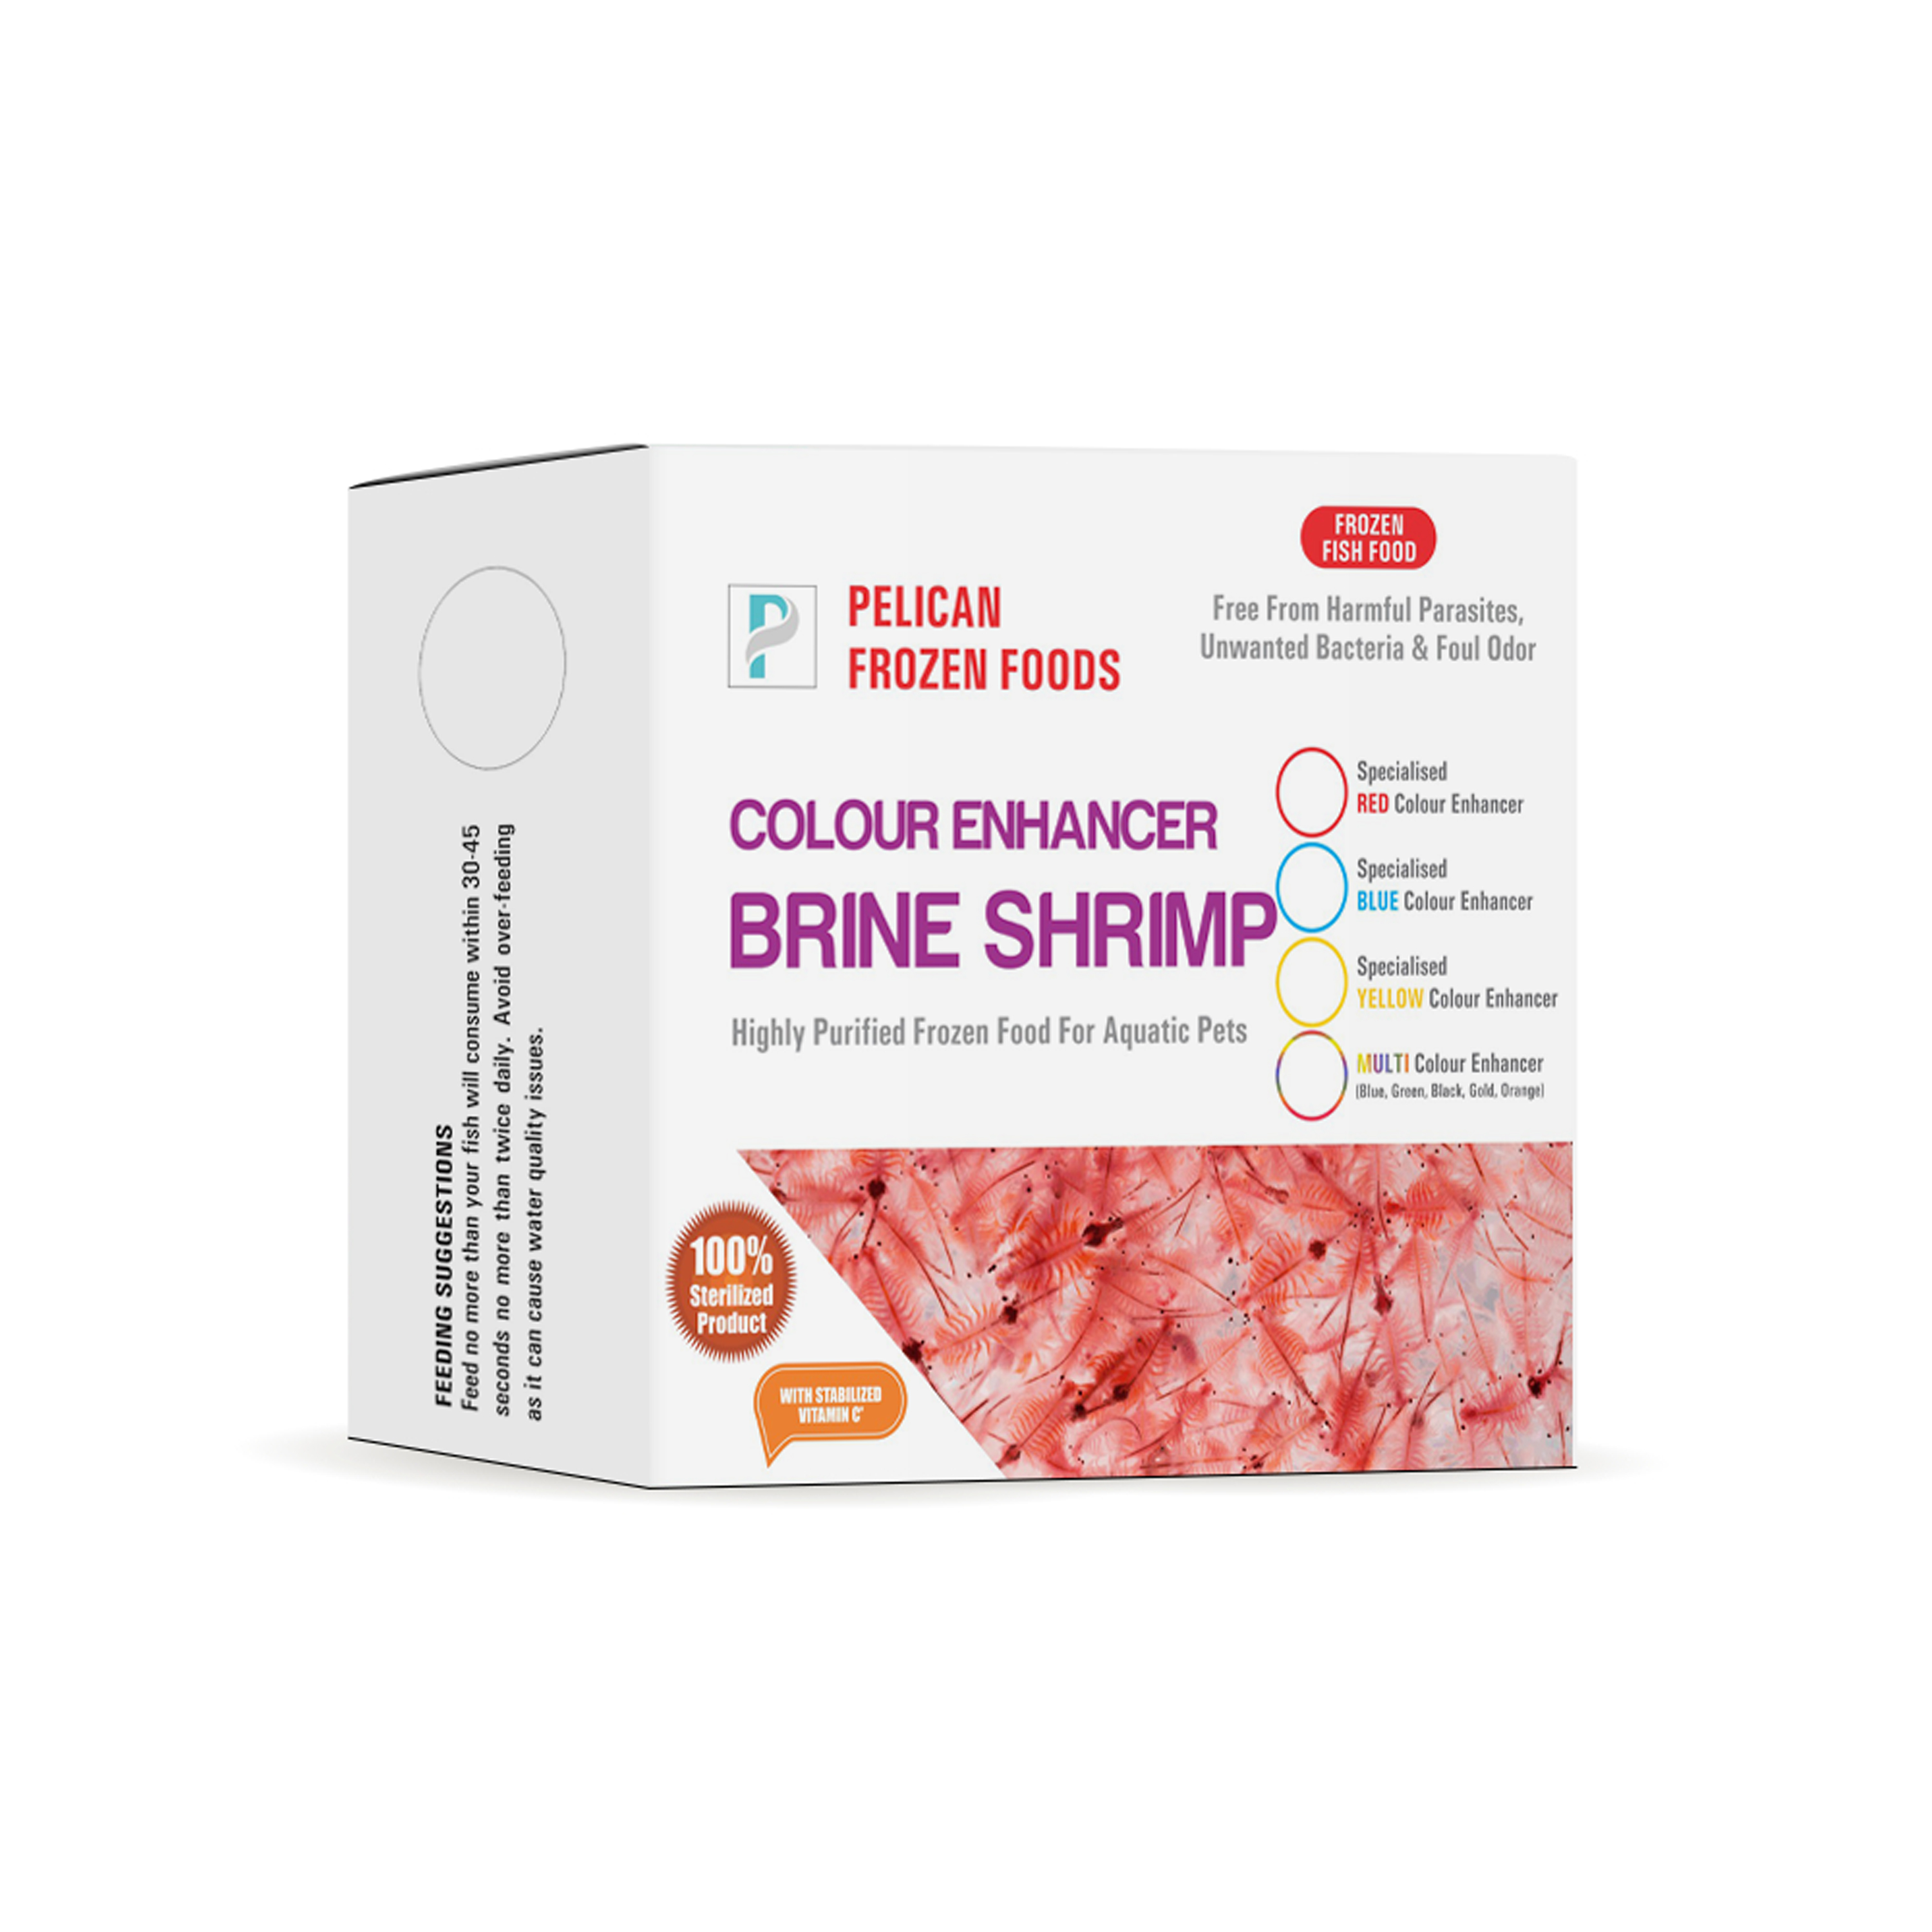 FEEDING SUGGESTIONS
Feed no more than your fish will consume within 30-45
seconds no more than twice daily. Avoid over-feeding
as it can cause water quality issues.
FROZEN
FISH FOOD
Free From Harmful Parasites,
Unwanted Bacteria & Foul Odor
P
PELICAN
FROZEN FOODS
COLOUR ENHANCER
BRINE SHRIMP
Highly Purified Frozen Food For Aquatic Pets
Specialised
RED Colour Enhancer
Specialised
BLUE Colour Enhancer
Specialised
YELLOW Colour Enhancer
MULTI Colour Enhancer
(Blue, Green, Black, Gold, Orange)
100%
Sterilized
Product
WITH STABILIZED
VITAMIN C'